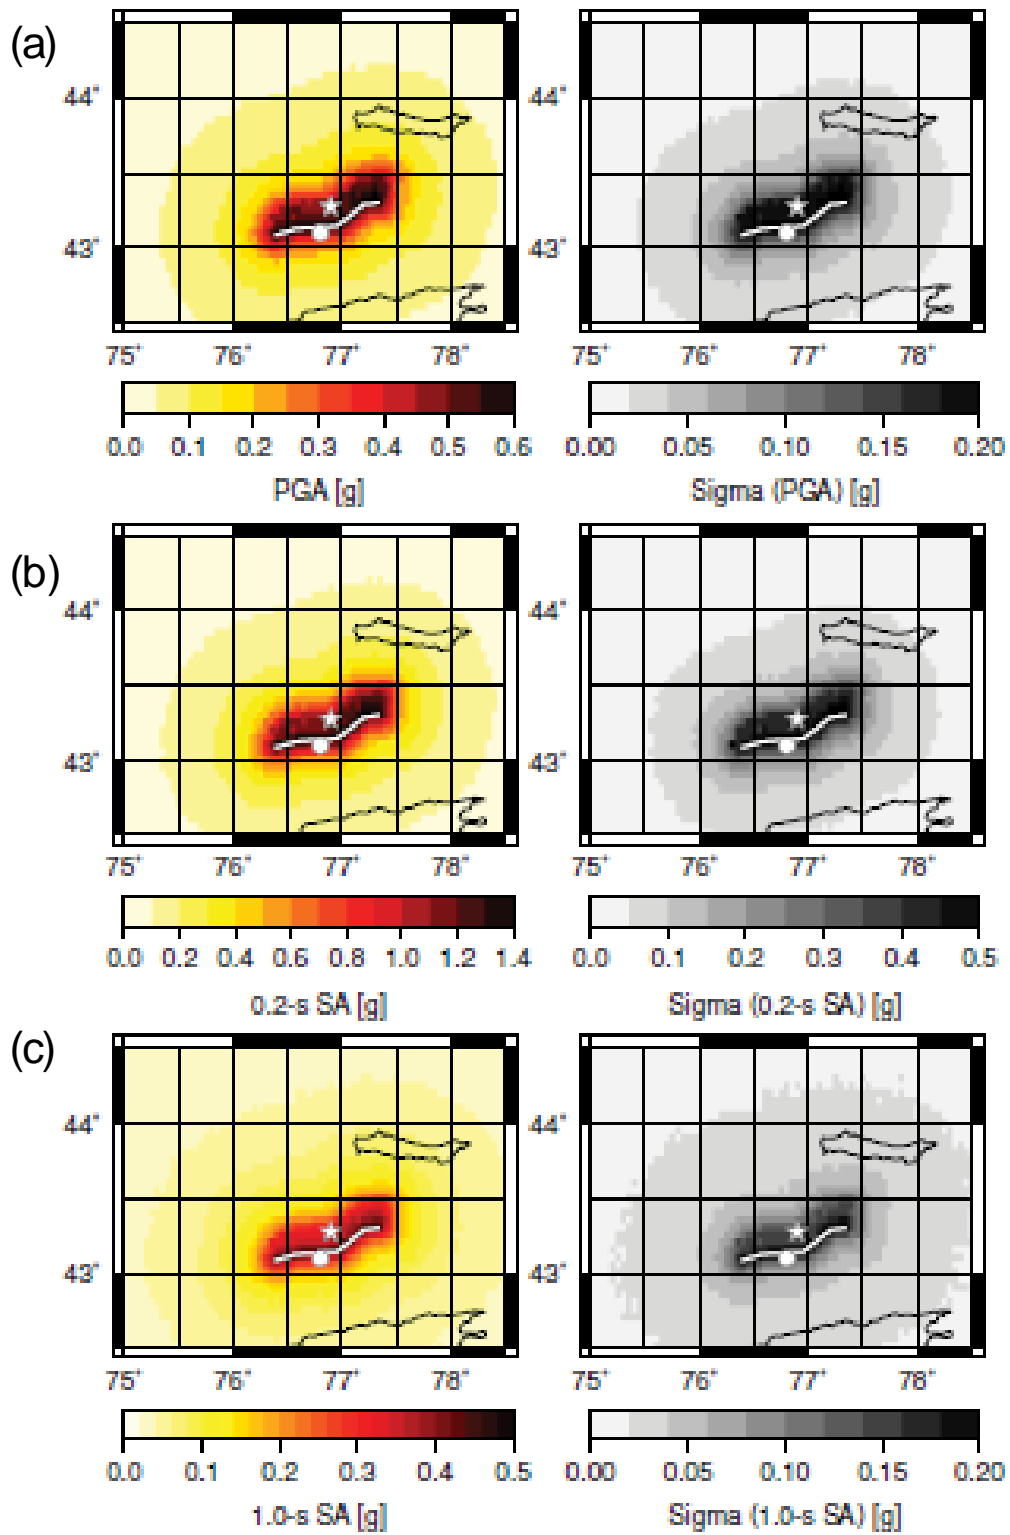 (a)
44° 44°
43° 43°
75° 76° 77° 78° 75° 76° 77° 78°
0.0 0.1 0.2 0.3 0.4 0.5 0.6 0.00 0.05 0.10 0.15 0.20
PGA [g] Sigma (PGA) [g]
(b)
44° 44°
43° 43°
75° 76° 77° 78° 75° 76° 77° 78°
0.0 0.2 0.4 0.6 0.8 1.0 1.2 1.4 0.0 0.1 0.2 0.3 0.4 0.5
0.2-s SA [g] Sigma (0.2-s SA) [g]
(c)
44° 44°
43° 43°
75° 76° 77° 78° 75° 76° 77° 78°
0.0 0.1 0.2 0.3 0.4 0.5 0.00 0.05 0.10 0.15 0.20
1.0-s SA [g] Sigma (1.0-s SA) [g]